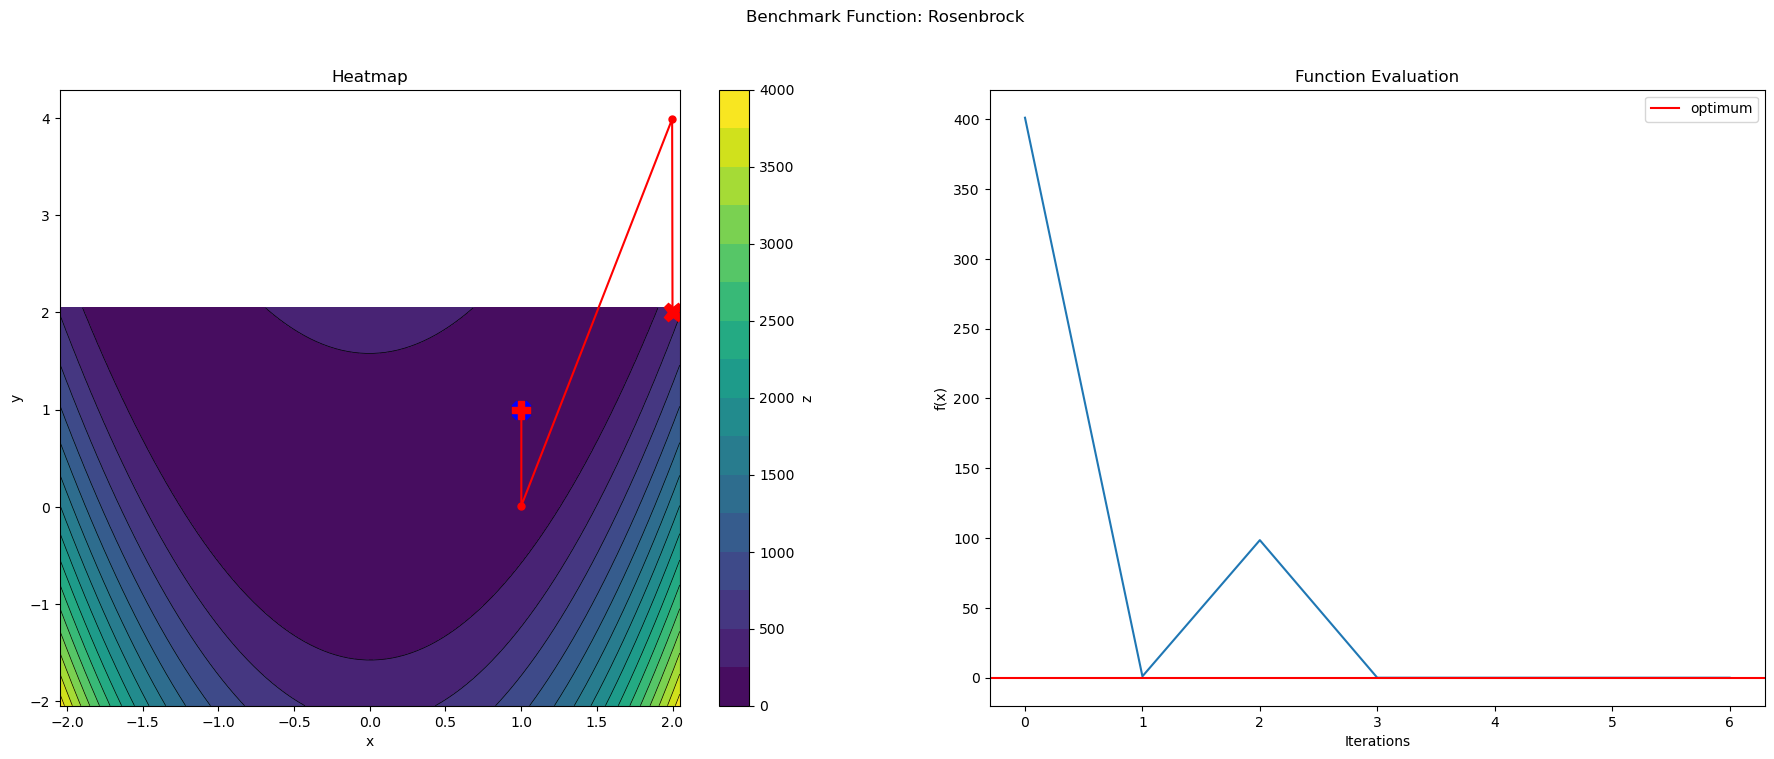 Benchmark Function: Rosenbrock
Heatmap
4
3
2
1
0
−1
−2
y
−2.0 −1.5 −1.0 −0.5 0.0 0.5 1.0 1.5 2.0
x
4000
3500
3000
2500
2000
1500
1000
500
0
z
Function Evaluation
optimum
400
350
300
250
200
150
100
50
0
f(x)
0 1 2 3 4 5 6
Iterations